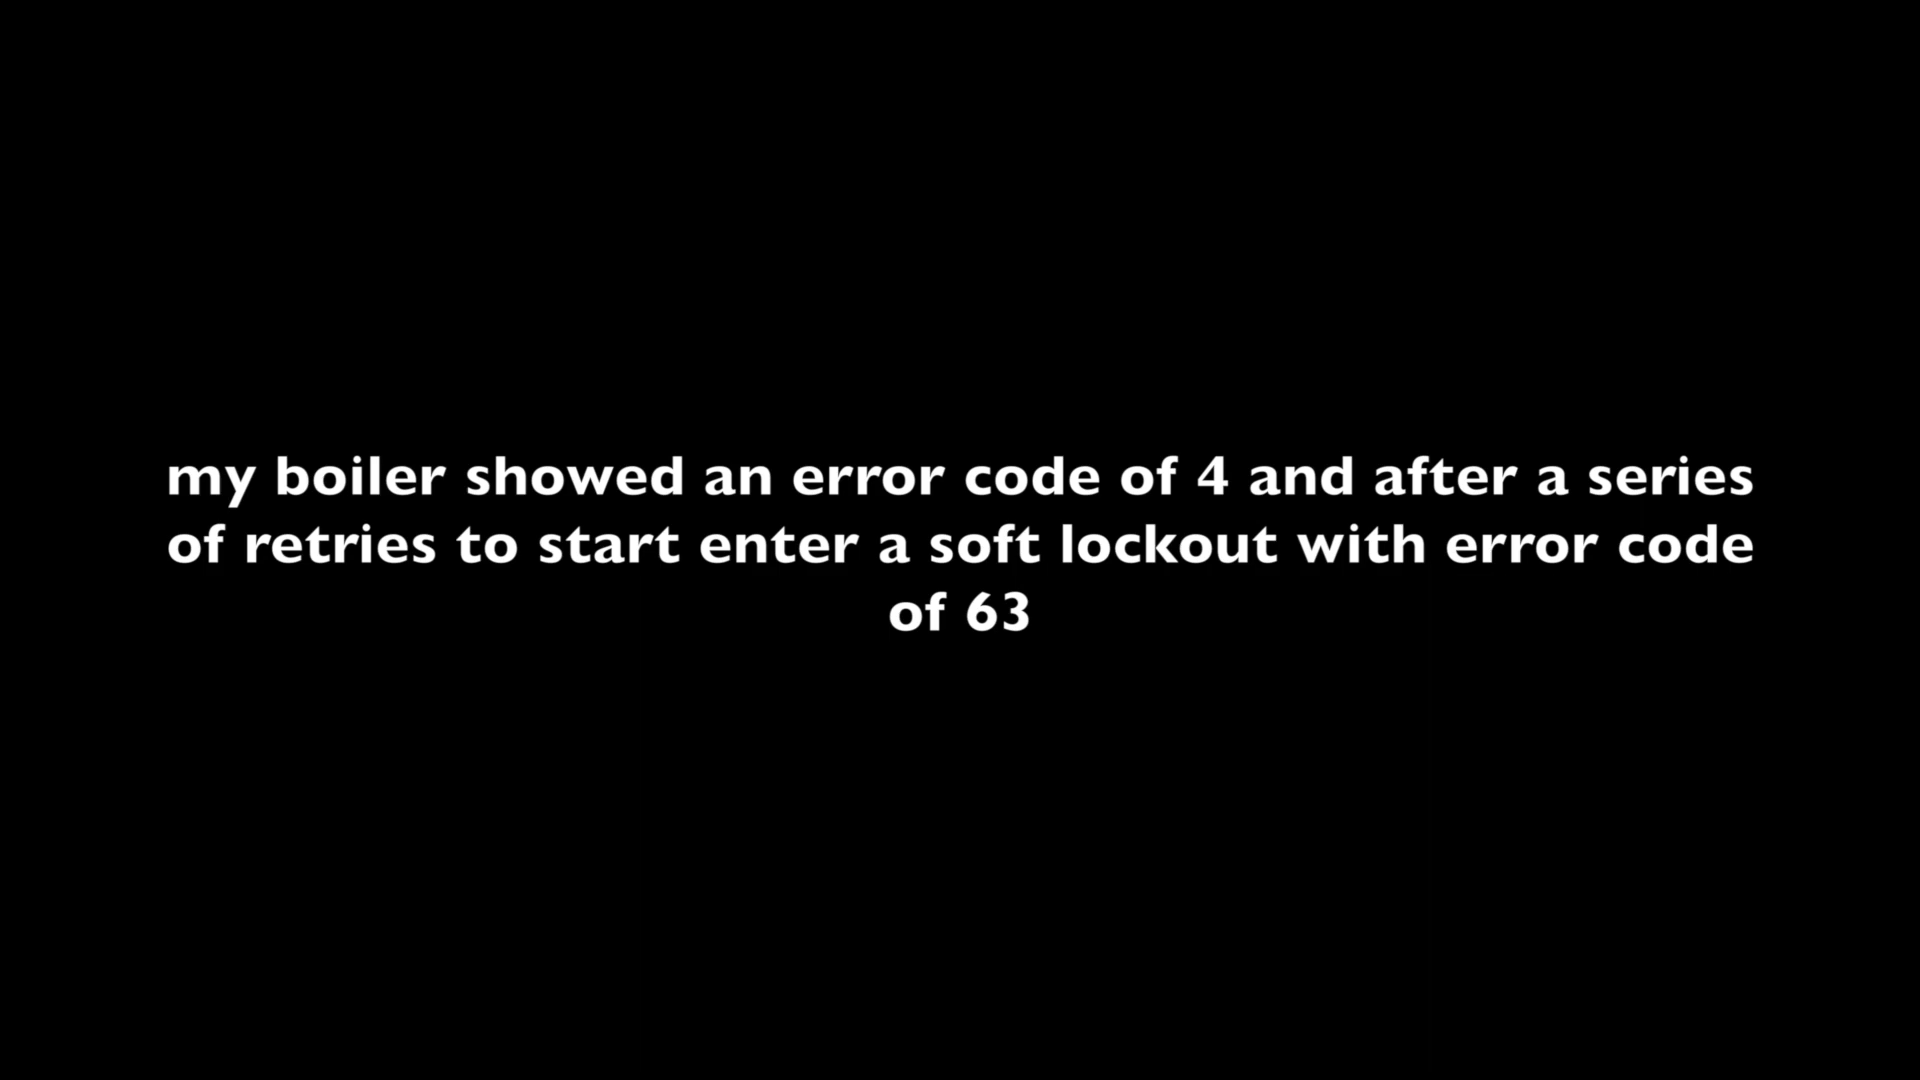 my boiler showed an error code of 4 and after a series
of retries to start enter a soft lockout with error code
of 63